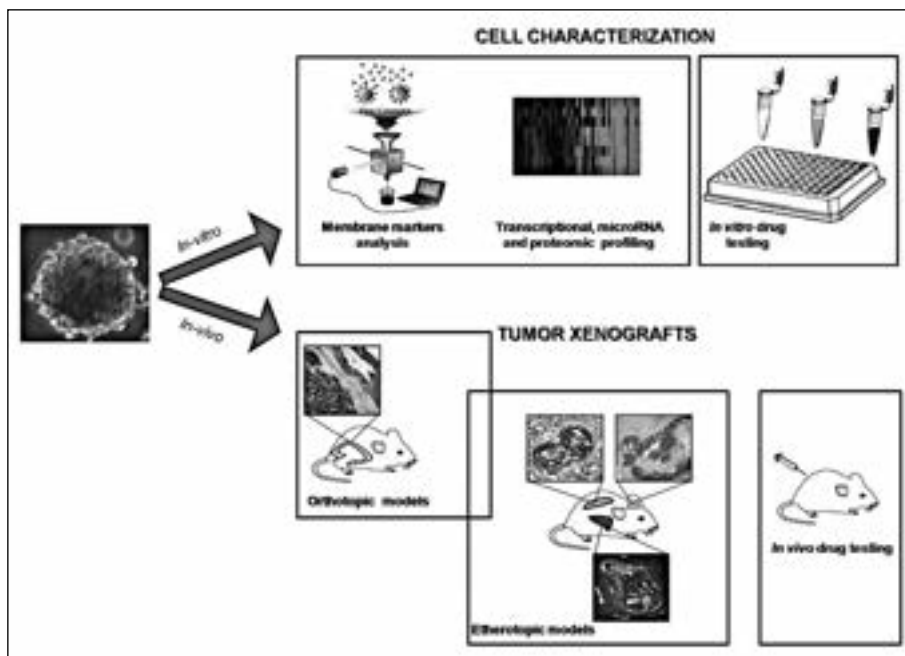 CELL CHARACTERIZATION
In-vitro
Membrane markers
analysis
Transcriptional, microRNA
and proteomic profiling
In vitro drug
testing
In-vivo
TUMOR XENOGRAFTS
Orthotopic models
Etherotopic models
In vivo drug testing